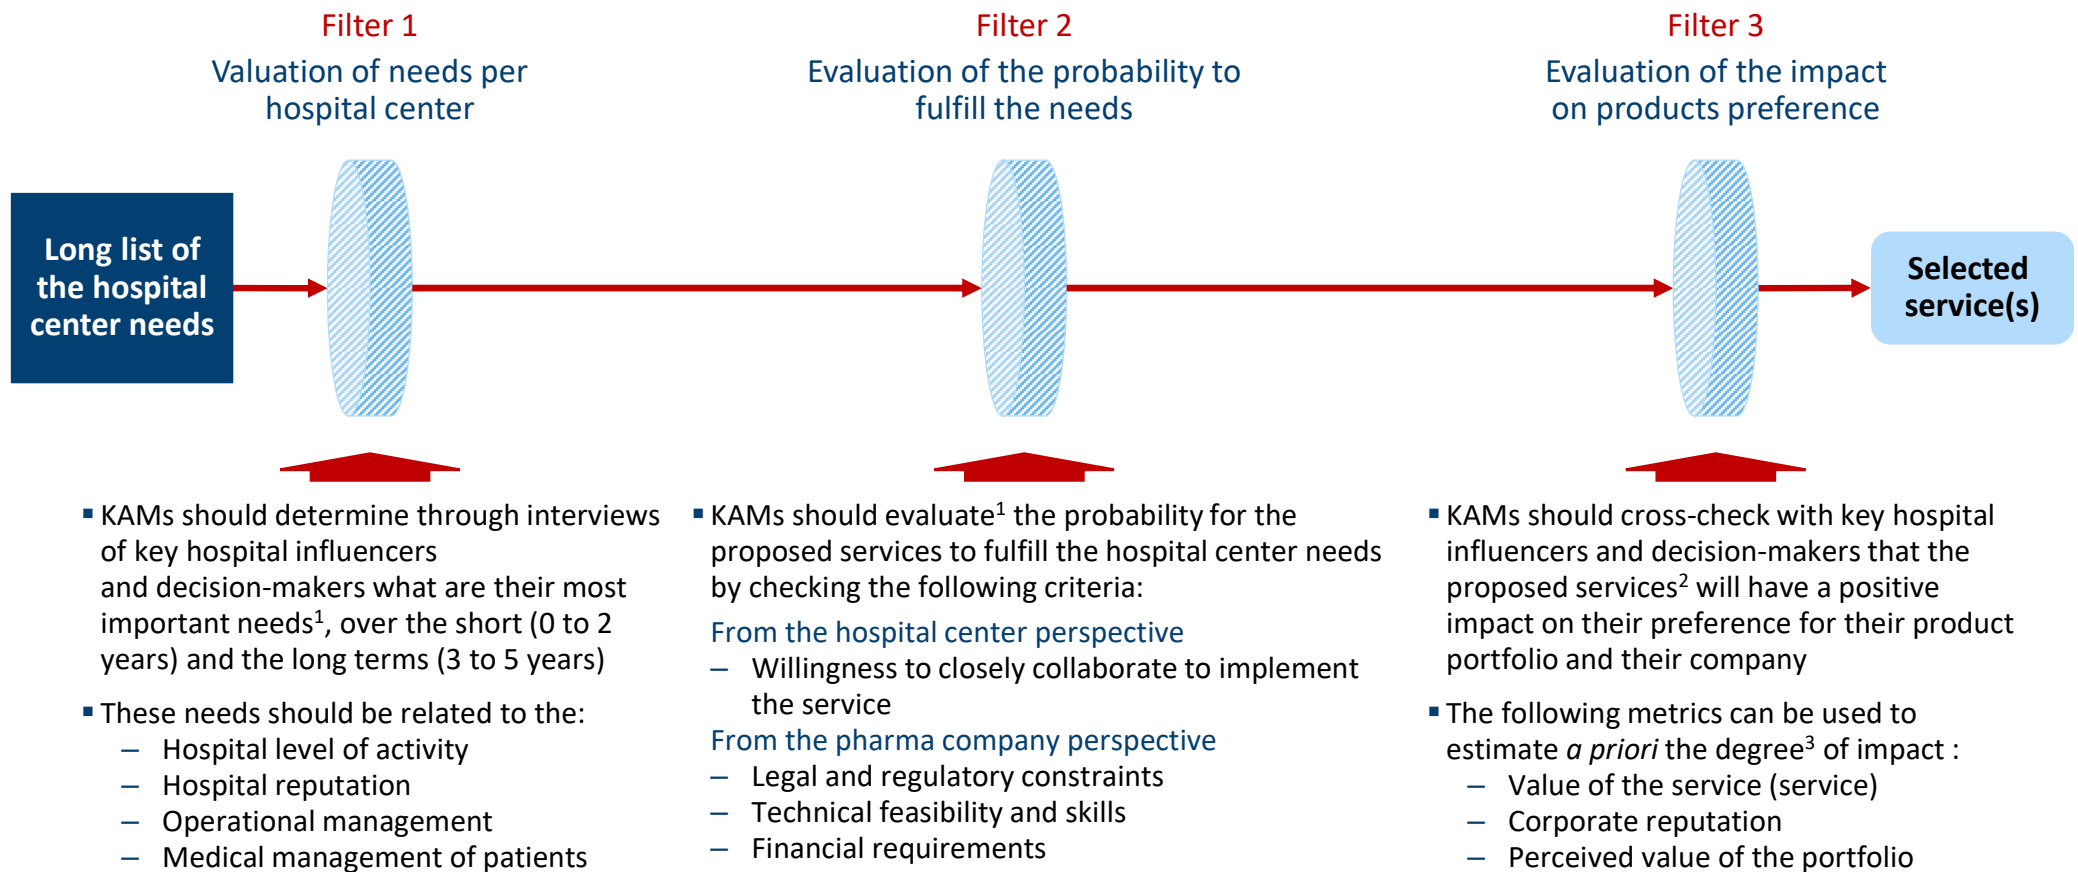 Filter 1
Valuation of needs per
hospital center
Filter 2
Evaluation of the probability to
fulfill the needs
Filter 3
Evaluation of the impact
on products preference
Long list of
the hospital
center needs
Selected
service(s)
▪ KAMs should determine through interviews
of key hospital influencers
and decision-makers what are their most
important needs¹, over the short (0 to 2
years) and the long terms (3 to 5 years)
▪ These needs should be related to the:
– Hospital level of activity
– Hospital reputation
– Operational management
– Medical management of patients
▪ KAMs should evaluate¹ the probability for the
proposed services to fulfill the hospital center needs
by checking the following criteria:
From the hospital center perspective
– Willingness to closely collaborate to implement
the service
From the pharma company perspective
– Legal and regulatory constraints
– Technical feasibility and skills
– Financial requirements
▪ KAMs should cross-check with key hospital
influencers and decision-makers that the
proposed services² will have a positive
impact on their preference for their product
portfolio and their company
▪ The following metrics can be used to
estimate a priori the degree³ of impact :
– Value of the service (service)
– Corporate reputation
– Perceived value of the portfolio